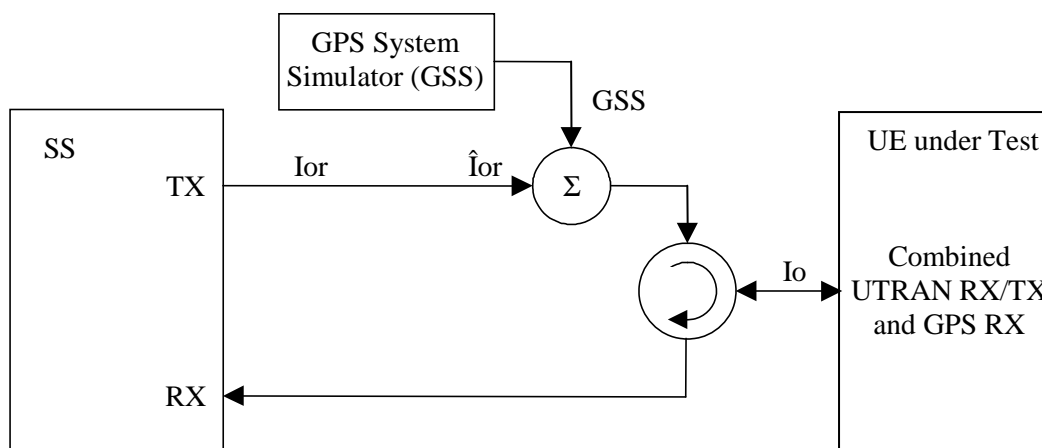 GPS System
Simulator (GSS)
GSS
SS
UE under Test
TX
Ior
Îor
Σ
Combined
Io
UTRAN RX/TX
and GPS RX
RX